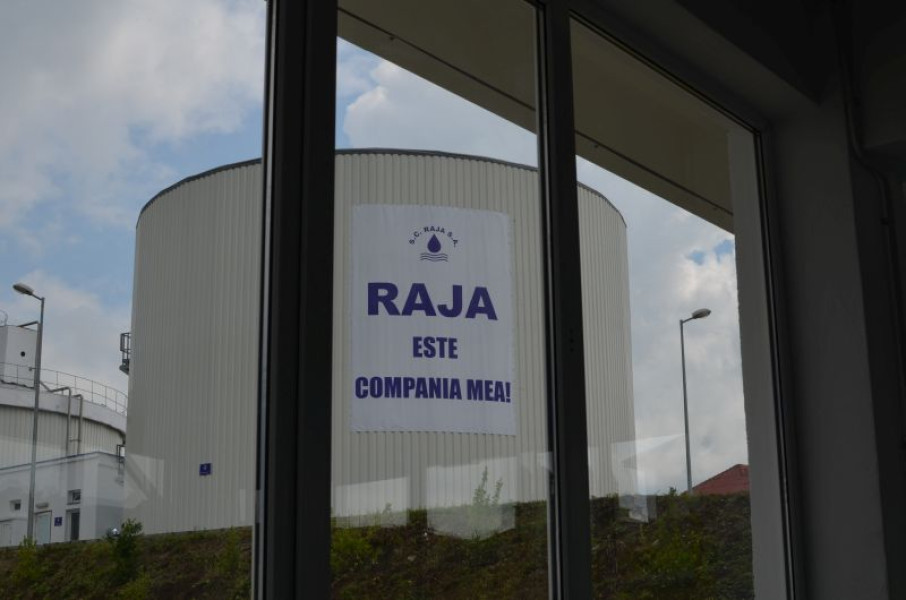 S.C. RAJA S.A.
RAJA
ESTE
COMPANIA MEA!